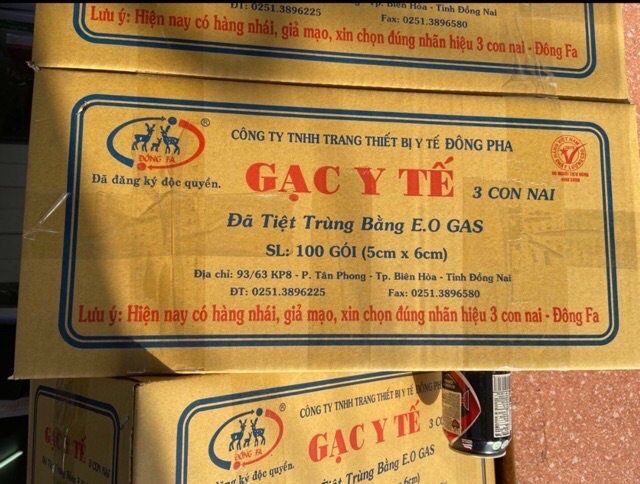 ĐT: 0251.3896225 Fax: 0251.3896580
Lưu ý: Hiện nay có hàng nhái, giả mạo, xin chọn đúng nhãn hiệu 3 con nai - Đông Fa
ĐÔNG FA
®
Đã đăng ký độc quyền.
CÔNG TY TNHH TRANG THIẾT BỊ Y TẾ ĐÔNG PHA
GẠC Y TẾ 3 CON NAI
Đã Tiệt Trùng Bằng E.O GAS
SL: 100 GÓI (5cm x 6cm)
Địa chỉ: 93/63 KP8 - P. Tân Phong - Tp. Biên Hòa - Tỉnh Đồng Nai
ĐT: 0251.3896225 Fax: 0251.3896580
Lưu ý: Hiện nay có hàng nhái, giả mạo, xin chọn đúng nhãn hiệu 3 con nai - Đông Fa
GẠC Y TẾ
3 CON NAI
ĐÔNG FA
®
ký độc quyền.
CÔNG TY TNHH TRANG THIẾT BỊ Y TẾ ĐÔNG
GẠC Y TẾ
Tiệt Trùng Bằng E.O GAS